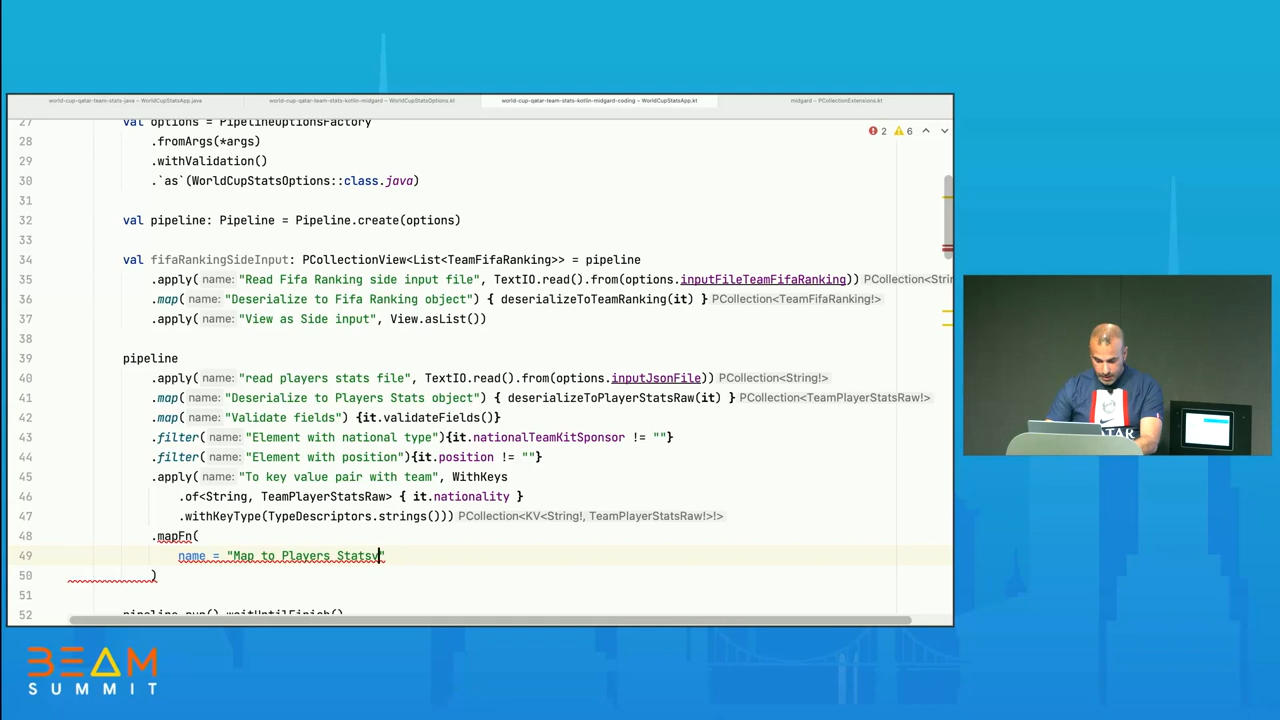 world-cup-qatar-team-stats-java – WorldCupStatsApp.java
world-cup-qatar-team-stats-kotlin-midgard – WorldCupStatsOptions.kt
world-cup-qatar-team-stats-kotlin-midgard-coding – WorldCupStatsApp.kt
midgard – PCollectionExtensions.kt
2 6
27 val options = PipelineOptionsFactory
28 .fromArgs(*args)
29 .withValidation()
30 .`as`(WorldCupStatsOptions::class.java)
31
32 val pipeline: Pipeline = Pipeline.create(options)
33
34 val fifaRankingSideInput: PCollectionView<List<TeamFifaRanking>> = pipeline
35 .apply( name: "Read Fifa Ranking side input file", TextIO.read().from(options.inputFileTeamFifaRanking)) PCollection<Stri
36 .map( name: "Deserialize to Fifa Ranking object") { deserializeToTeamRanking(it) } PCollection<TeamFifaRanking!>
37 .apply( name: "View as Side input", View.asList())
38
39 pipeline
40 .apply( name: "read players stats file", TextIO.read().from(options.inputJsonFile)) PCollection<String!>
41 .map( name: "Deserialize to Players Stats object") { deserializeToPlayerStatsRaw(it) } PCollection<TeamPlayerStatsRaw!>
42 .map( name: "Validate fields") {it.validateFields()}
43 .filter( name: "Element with national type"){it.nationalTeamKitSponsor != ""}
44 .filter( name: "Element with position"){it.position != ""}
45 .apply( name: "To key value pair with team", WithKeys
46 .of<String, TeamPlayerStatsRaw> { it.nationality }
47 .withKeyType(TypeDescriptors.strings())) PCollection<KV<String!, TeamPlayerStatsRaw!>!>
48 .mapFn(
49 name = "Map to Players Statsv"
50 )
51
52 pipeline.run().waitUntilFinish()
QATAR
BEAM
SUMMIT